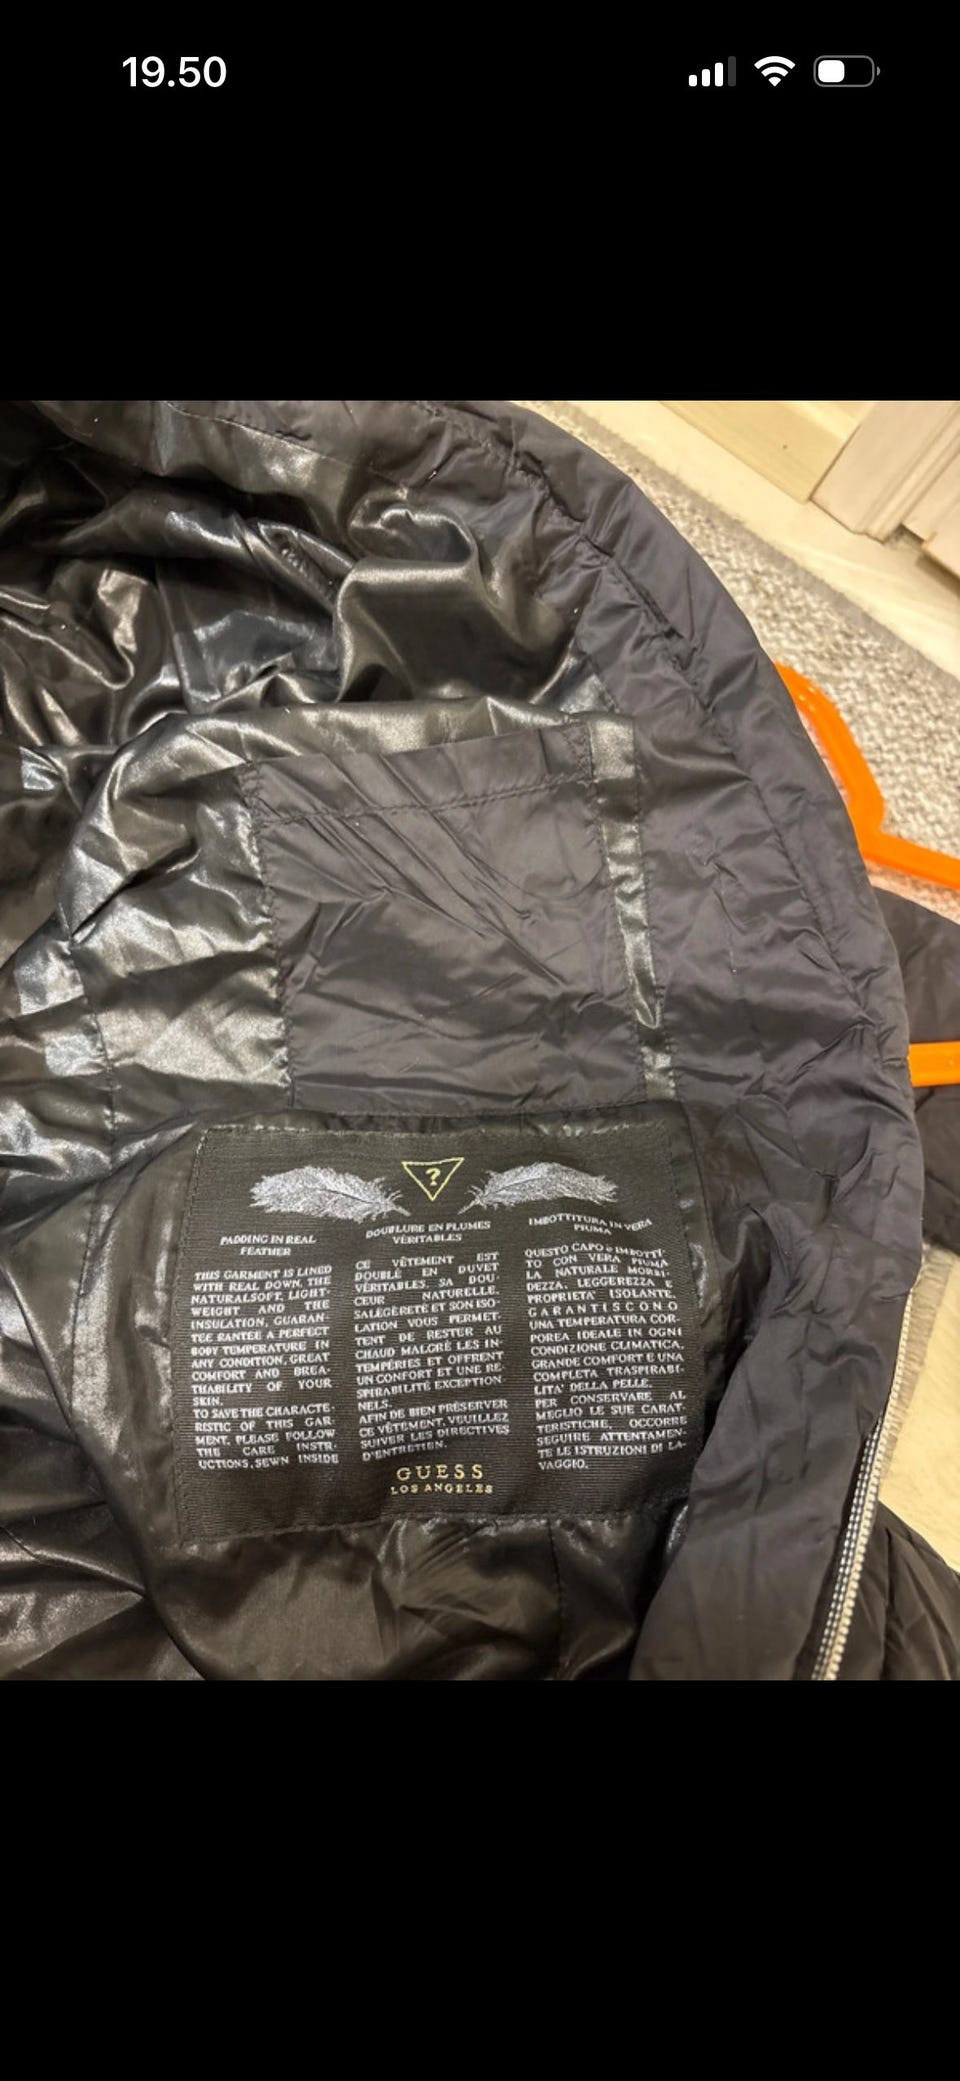 19.50
?
PADDING IN REAL
FEATHER
THIS GARMENT IS LINED
WITH REAL DOWN, THE
NATURALSOFT, LIGHT-
WEIGHT AND THE
INSULATION, GUARAN-
TEE RANTEE A PERFECT
BODY TEMPERATURE IN
ANY CONDITION, GREAT
COMFORT AND BREA-
THABILITY OF YOUR
SKIN.
TO SAVE THE CHARACTE-
RISTIC OF THIS GAR-
MENT, PLEASE FOLLOW
THE CARE INSTR-
UCTIONS, SEWN INSIDE
DOUBLURE EN PLUMES
VÉRITABLES
CE VÊTEMENT EST
DOUBLÉ EN DUVET
VÉRITABLES. SA DOU-
CEUR NATURELLE,
SALÉGÈRETÉ ET SON ISO-
LATION VOUS PERMET-
TENT DE RESTER AU
CHAUD MALGRÉ LES IN-
TEMPÉRIES ET OFFRENT
UN CONFORT ET UNE RE-
SPIRABILITÉ EXCEPTION-
NELS.
AFIN DE BIEN PRÉSERVER
CE VÊTEMENT, VEUILLEZ
SUIVER LES DIRECTIVES
D'ENTRETIEN.
IMBOTTITURA IN VERA
PIUMA
QUESTO CAPO è IMBOTTI-
TO CON VERA PIUMA
LA NATURALE MORBI-
DEZZA, LEGGEREZZA E
PROPRIETA' ISOLANTE,
GARANTISCONO
UNA TEMPERATURA COR-
POREA IDEALE IN OGNI
CONDIZIONE CLIMATICA,
GRANDE COMFORT E UNA
COMPLETA TRASPIRABI-
LITA' DELLA PELLE.
PER CONSERVARE AL
MEGLIO LE SUE CARAT-
TERISTICHE, OCCORRE
SEGUIRE ATTENTAMEN-
TE LE ISTRUZIONI DI LA-
VAGGIO.
GUESS
LOS ANGELES